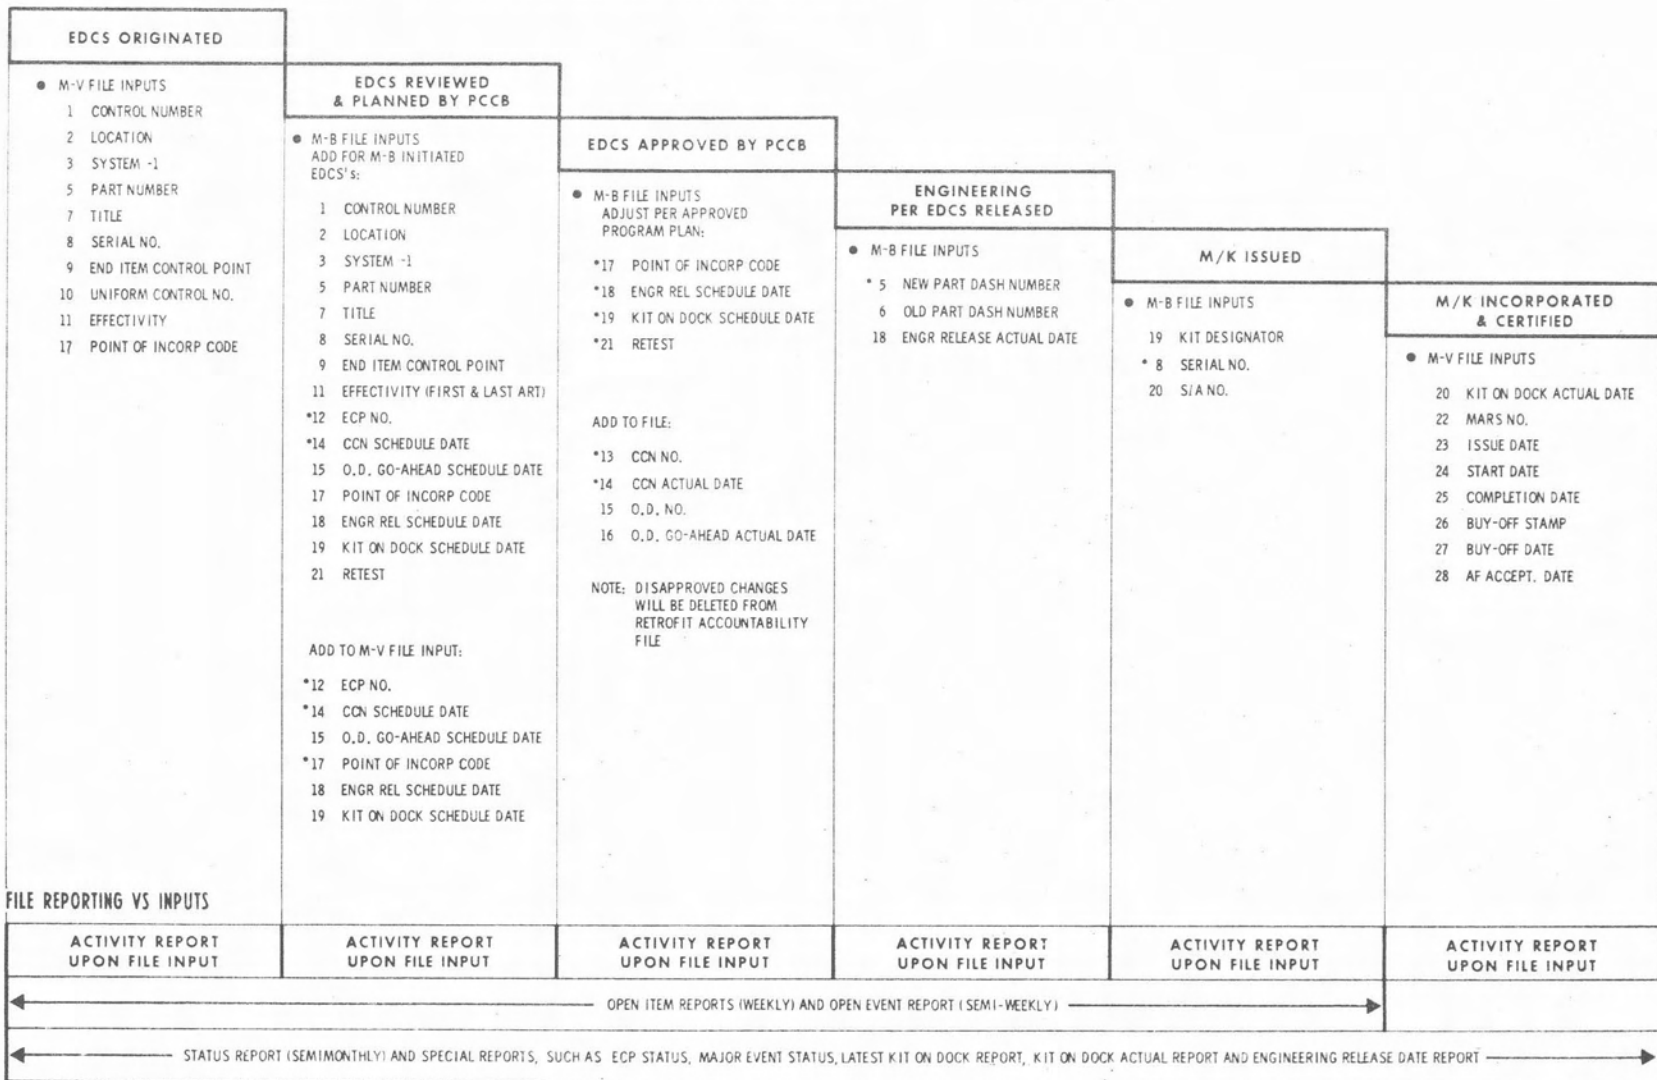 EDCS ORIGINATED
● M-V FILE INPUTS
1 CONTROL NUMBER
2 LOCATION
3 SYSTEM -1
5 PART NUMBER
7 TITLE
8 SERIAL NO.
9 END ITEM CONTROL POINT
10 UNIFORM CONTROL NO.
11 EFFECTIVITY
17 POINT OF INCORP CODE
EDCS REVIEWED
& PLANNED BY PCCB
● M-B FILE INPUTS
ADD FOR M-B INITIATED
EDCS's:
1 CONTROL NUMBER
2 LOCATION
3 SYSTEM -1
5 PART NUMBER
7 TITLE
8 SERIAL NO.
9 END ITEM CONTROL POINT
11 EFFECTIVITY (FIRST & LAST ART)
*12 ECP NO.
*14 CCN SCHEDULE DATE
15 O.D. GO-AHEAD SCHEDULE DATE
17 POINT OF INCORP CODE
18 ENGR REL SCHEDULE DATE
19 KIT ON DOCK SCHEDULE DATE
21 RETEST
ADD TO M-V FILE INPUT:
*12 ECP NO.
*14 CCN SCHEDULE DATE
15 O.D. GO-AHEAD SCHEDULE DATE
*17 POINT OF INCORP CODE
18 ENGR REL SCHEDULE DATE
19 KIT ON DOCK SCHEDULE DATE
EDCS APPROVED BY PCCB
● M-B FILE INPUTS
ADJUST PER APPROVED
PROGRAM PLAN:
*17 POINT OF INCORP CODE
*18 ENGR REL SCHEDULE DATE
*19 KIT ON DOCK SCHEDULE DATE
*21 RETEST
ADD TO FILE:
*13 CCN NO.
*14 CCN ACTUAL DATE
15 O.D. NO.
16 O.D. GO-AHEAD ACTUAL DATE
NOTE: DISAPPROVED CHANGES
WILL BE DELETED FROM
RETROFIT ACCOUNTABILITY
FILE
ENGINEERING
PER EDCS RELEASED
● M-B FILE INPUTS
* 5 NEW PART DASH NUMBER
6 OLD PART DASH NUMBER
18 ENGR RELEASE ACTUAL DATE
M/K ISSUED
● M-B FILE INPUTS
19 KIT DESIGNATOR
* 8 SERIAL NO.
20 S/A NO.
M/K INCORPORATED
& CERTIFIED
● M-V FILE INPUTS
20 KIT ON DOCK ACTUAL DATE
22 MARS NO.
23 ISSUE DATE
24 START DATE
25 COMPLETION DATE
26 BUY-OFF STAMP
27 BUY-OFF DATE
28 AF ACCEPT. DATE
FILE REPORTING VS INPUTS
ACTIVITY REPORT
UPON FILE INPUT
ACTIVITY REPORT
UPON FILE INPUT
ACTIVITY REPORT
UPON FILE INPUT
ACTIVITY REPORT
UPON FILE INPUT
ACTIVITY REPORT
UPON FILE INPUT
ACTIVITY REPORT
UPON FILE INPUT
OPEN ITEM REPORTS (WEEKLY) AND OPEN EVENT REPORT (SEMI-WEEKLY)
STATUS REPORT (SEMIMONTHLY) AND SPECIAL REPORTS, SUCH AS ECP STATUS, MAJOR EVENT STATUS, LATEST KIT ON DOCK REPORT, KIT ON DOCK ACTUAL REPORT AND ENGINEERING RELEASE DATE REPORT